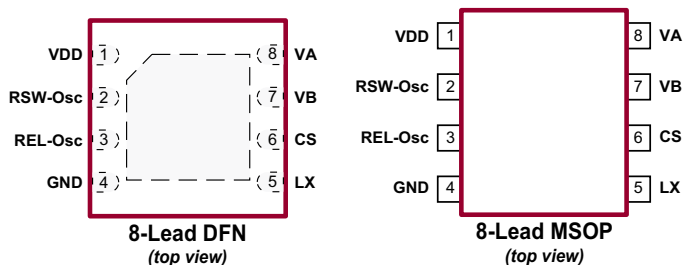 VDD 1 8 VA
RSW-Osc 2 7 VB
REL-Osc 3 6 CS
GND 4 5 LX
8-Lead DFN
(top view)
VDD 1 8 VA
RSW-Osc 2 7 VB
REL-Osc 3 6 CS
GND 4 5 LX
8-Lead MSOP
(top view)